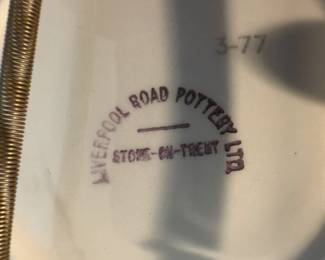 3-77
LIVERPOOL ROAD POTTERY LTD.
STOKE-ON-TRENT